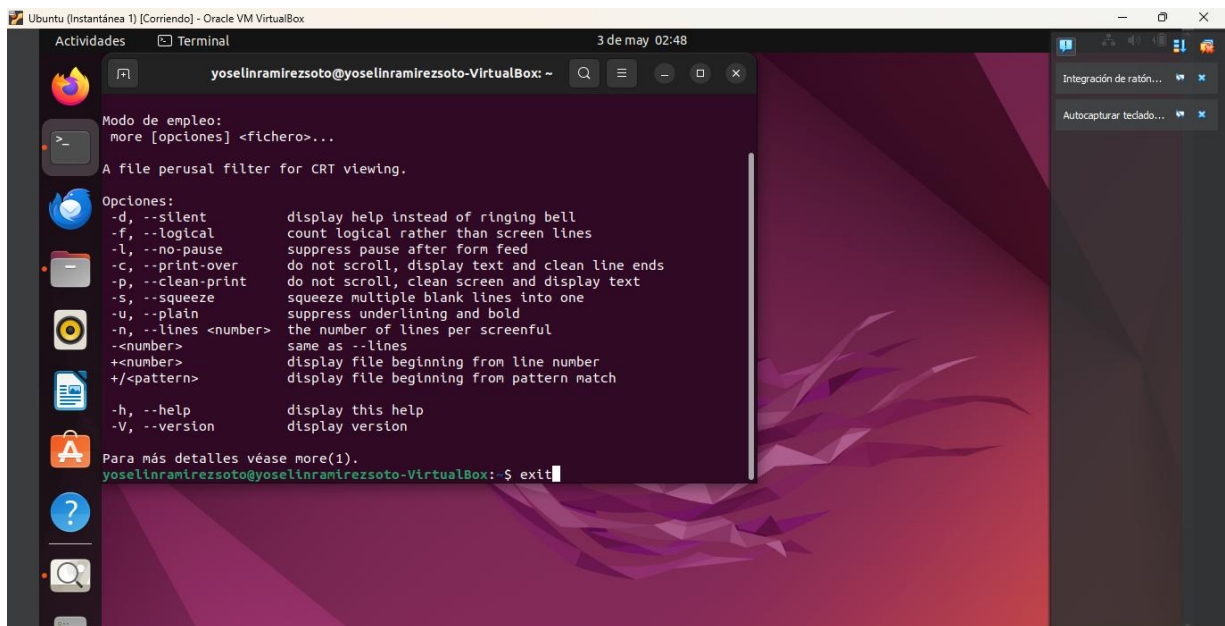 Ubuntu (Instantánea 1) [Corriendo] - Oracle VM VirtualBox
Actividades Terminal 3 de may 02:48
yoselinramirezsoto@yoselinramirezsoto-VirtualBox: ~
Integración de ratón...
Autocapturar teclado...
Modo de empleo:
more [opciones] <fichero>...
A file perusal filter for CRT viewing.
Opciones:
-d, --silent display help instead of ringing bell
-f, --logical count logical rather than screen lines
-l, --no-pause suppress pause after form feed
-c, --print-over do not scroll, display text and clean line ends
-p, --clean-print do not scroll, clean screen and display text
-s, --squeeze squeeze multiple blank lines into one
-u, --plain suppress underlining and bold
-n, --lines <number> the number of lines per screenful
-<number> same as --lines
+<number> display file beginning from line number
+/<pattern> display file beginning from pattern match
-h, --help display this help
-V, --version display version
Para más detalles véase more(1).
yoselinramirezsoto@yoselinramirezsoto-VirtualBox:~$ exit